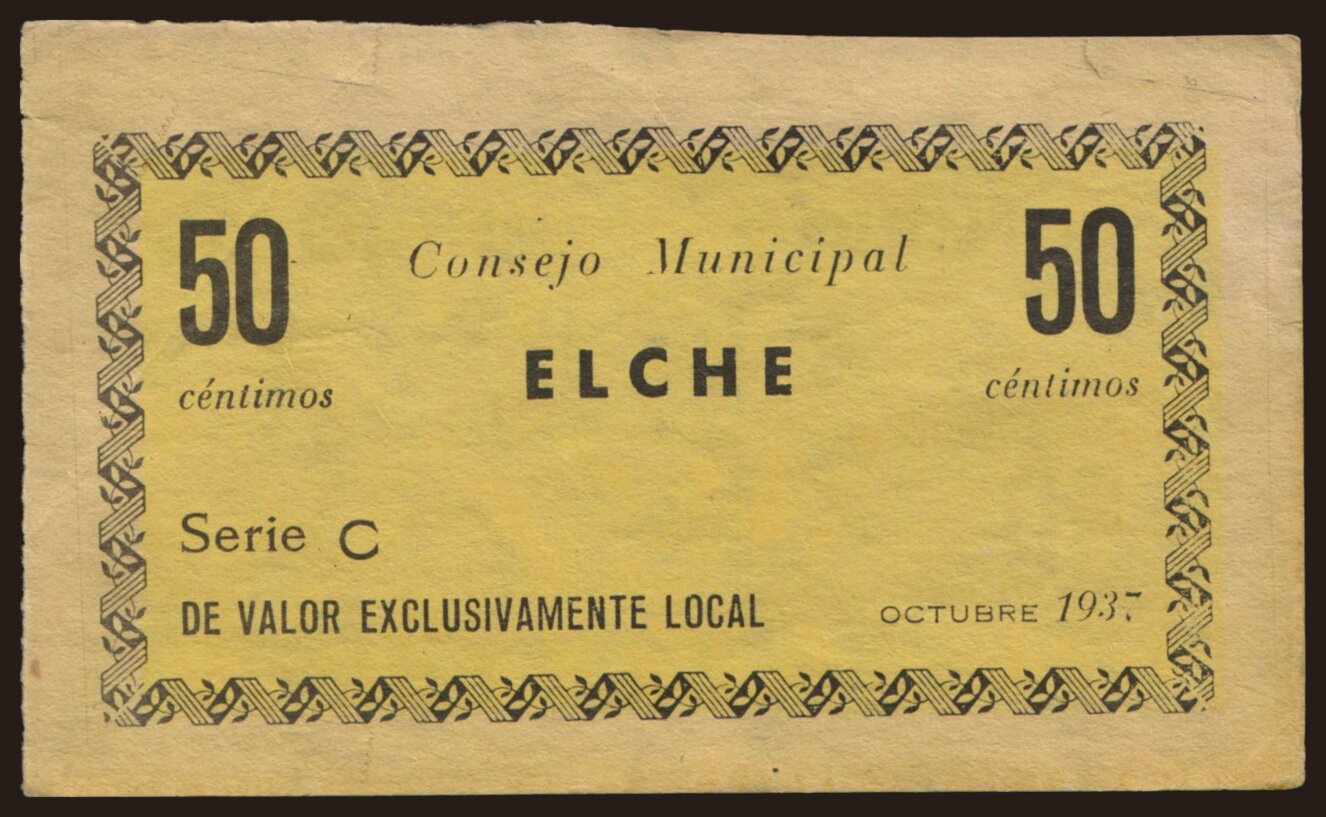 50 Consejo Municipal 50
céntimos ELCHE céntimos
Serie C
DE VALOR EXCLUSIVAMENTE LOCAL OCTUBRE 1937